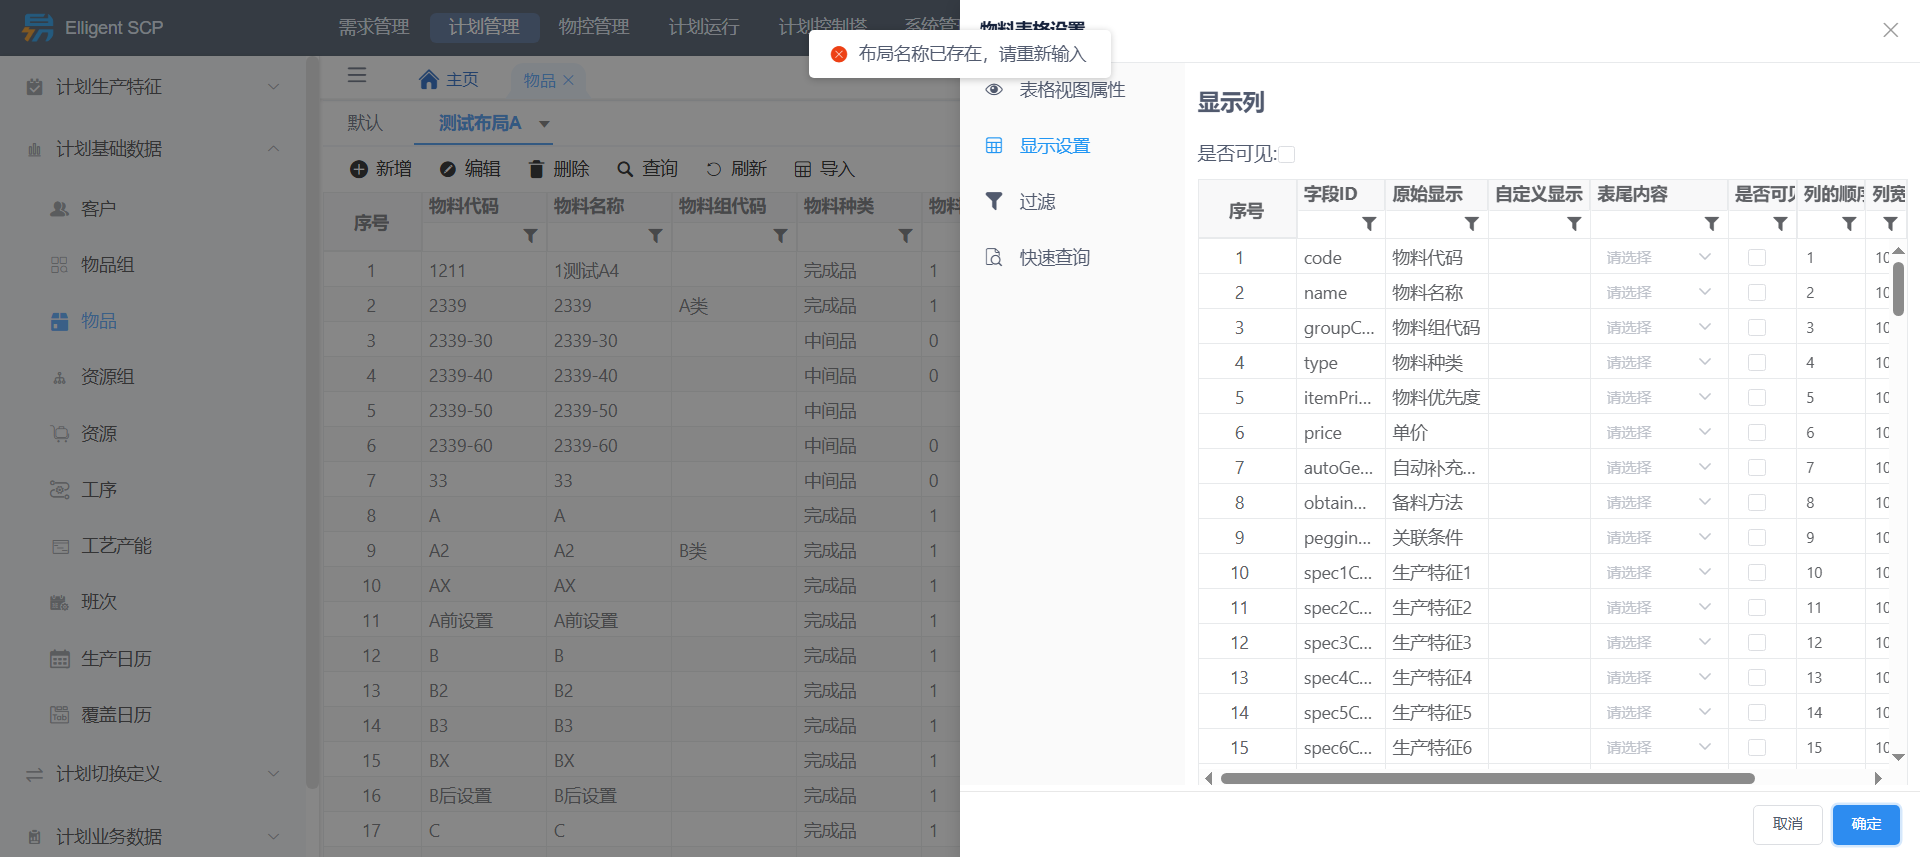 Elligent SCP
需求管理
计划管理
物控管理
计划运行
计划控制塔
系统管理
物料表格设置
布局名称已存在，请重新输入
计划生产特征
计划基础数据
客户
物品组
物品
资源组
资源
工序
工艺产能
班次
生产日历
覆盖日历
计划切换定义
计划业务数据
主页
物品
默认
测试布局A
新增
编辑
删除
查询
刷新
导入
序号 物料代码 物料名称 物料组代码 物料种类 物料
1 1211 1测试A4 完成品 1
2 2339 2339 A类 完成品 1
3 2339-30 2339-30 中间品 0
4 2339-40 2339-40 中间品 0
5 2339-50 2339-50 中间品
6 2339-60 2339-60 中间品 0
7 33 33 中间品 0
8 A A 完成品 1
9 A2 A2 B类 完成品 1
10 AX AX 完成品 1
11 A前设置 A前设置 完成品 1
12 B B 完成品 1
13 B2 B2 完成品 1
14 B3 B3 完成品 1
15 BX BX 完成品 1
16 B后设置 B后设置 完成品 1
17 C C 完成品 1
表格视图属性
显示设置
过滤
快速查询
显示列
是否可见:
序号 字段ID 原始显示 自定义显示 表尾内容 是否可见 列的顺序 列宽
1 code 物料代码 请选择 1 10
2 name 物料名称 请选择 2 10
3 groupC... 物料组代码 请选择 3 10
4 type 物料种类 请选择 4 10
5 itemPri... 物料优先度 请选择 5 10
6 price 单价 请选择 6 10
7 autoGe... 自动补充... 请选择 7 10
8 obtain... 备料方法 请选择 8 10
9 peggin... 关联条件 请选择 9 10
10 spec1C... 生产特征1 请选择 10 10
11 spec2C... 生产特征2 请选择 11 10
12 spec3C... 生产特征3 请选择 12 10
13 spec4C... 生产特征4 请选择 13 10
14 spec5C... 生产特征5 请选择 14 10
15 spec6C... 生产特征6 请选择 15 10
取消
确定